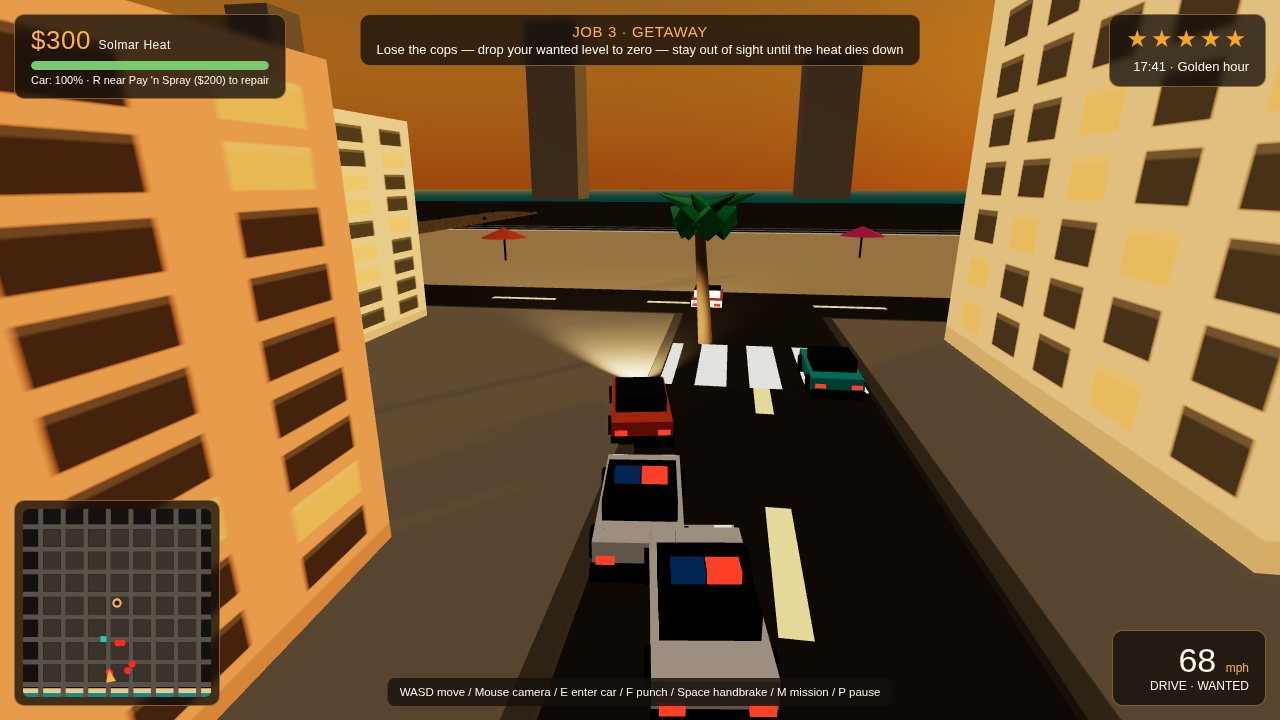 $300 Solmar Heat
Car: 100% · R near Pay 'n Spray ($200) to repair
JOB 3 · GETAWAY
Lose the cops — drop your wanted level to zero — stay out of sight until the heat dies down
★★★★★
17:41 · Golden hour
68 mph
DRIVE · WANTED
WASD move / Mouse camera / E enter car / F punch / Space handbrake / M mission / P pause